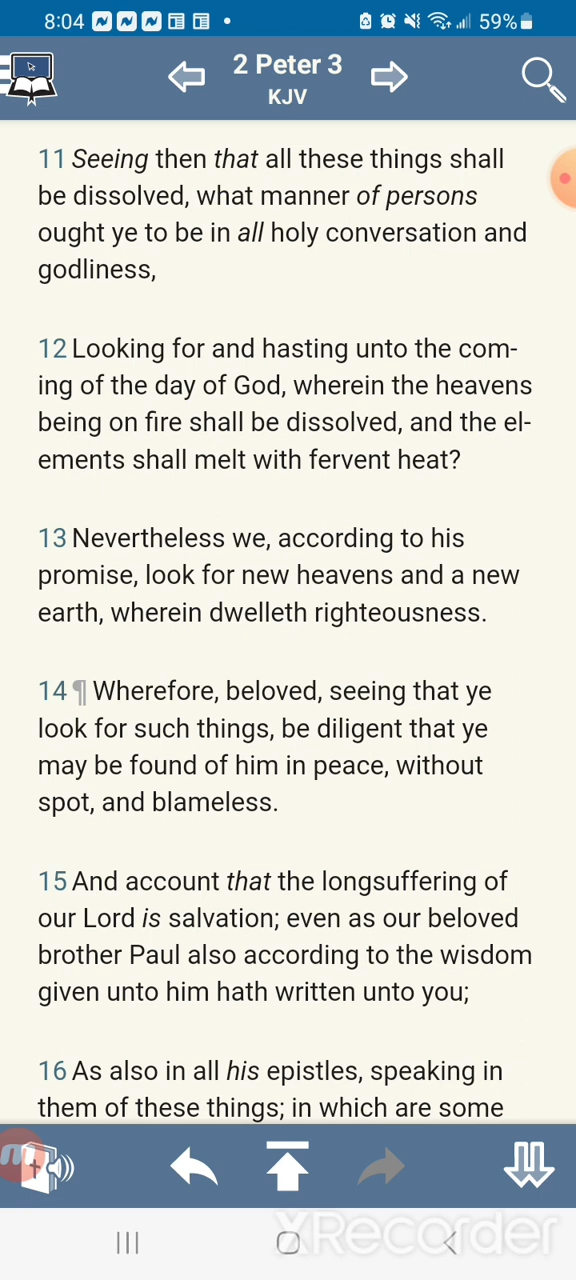 8:04
59%
2 Peter 3
KJV
11 Seeing then that all these things shall
be dissolved, what manner of persons
ought ye to be in all holy conversation and
godliness,
12 Looking for and hasting unto the com-
ing of the day of God, wherein the heavens
being on fire shall be dissolved, and the el-
ements shall melt with fervent heat?
13 Nevertheless we, according to his
promise, look for new heavens and a new
earth, wherein dwelleth righteousness.
14 ¶ Wherefore, beloved, seeing that ye
look for such things, be diligent that ye
may be found of him in peace, without
spot, and blameless.
15 And account that the longsuffering of
our Lord is salvation; even as our beloved
brother Paul also according to the wisdom
given unto him hath written unto you;
16 As also in all his epistles, speaking in
them of these things; in which are some
XRecorder